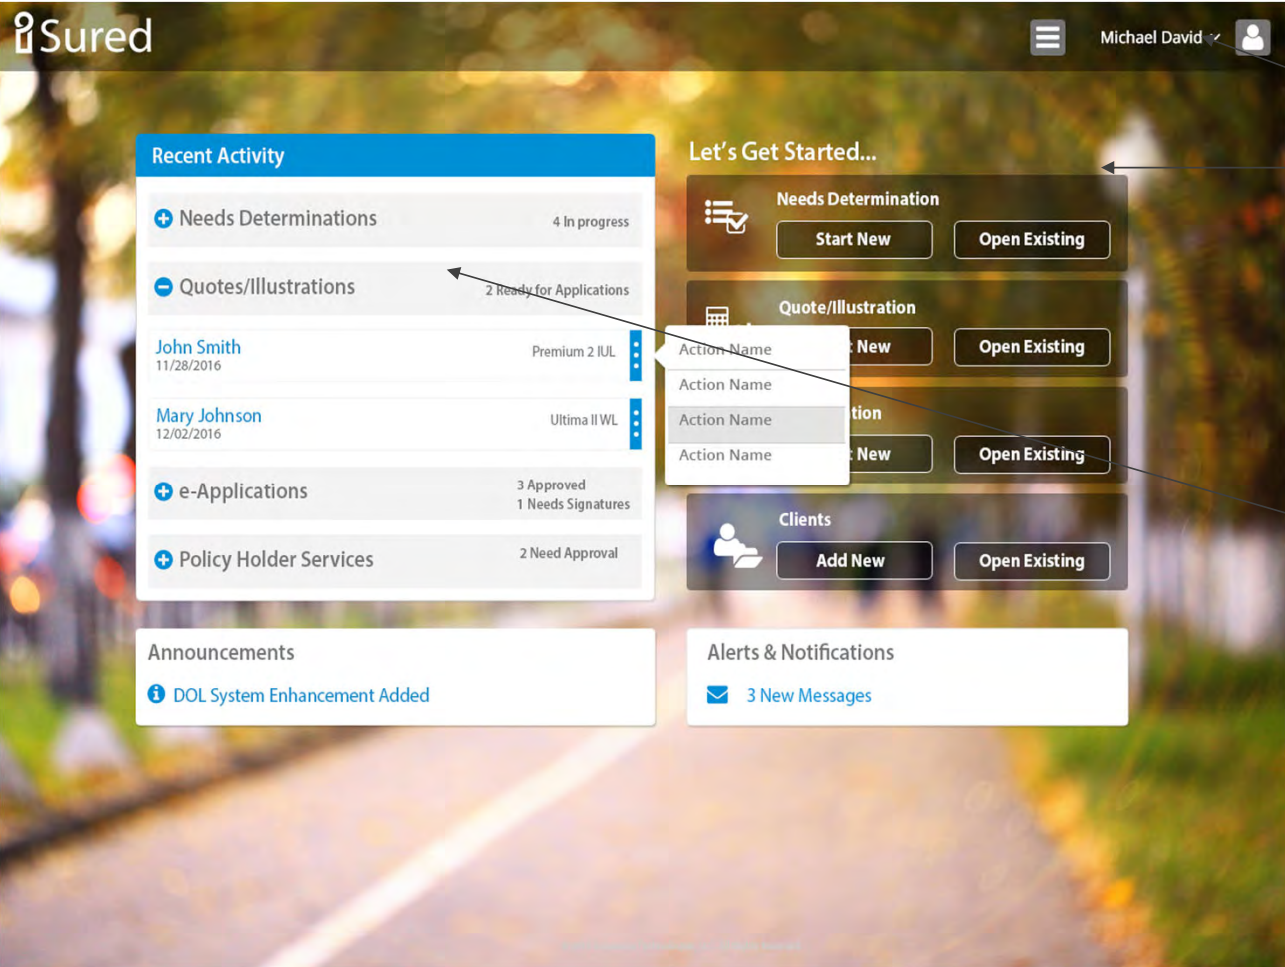 iSured
Michael David
Recent Activity
Needs Determinations
4 In progress
Quotes/Illustrations
2 Ready for Applications
John Smith
11/28/2016
Premium 2 IUL
Mary Johnson
12/02/2016
Ultima II WL
e-Applications
3 Approved
1 Needs Signatures
Policy Holder Services
2 Need Approval
Let's Get Started...
Needs Determination
Start New
Open Existing
Quote/Illustration
New
Open Existing
Action Name
Action Name
Action Name
Action Name
tion
New
Open Existing
Clients
Add New
Open Existing
Announcements
DOL System Enhancement Added
Alerts & Notifications
3 New Messages